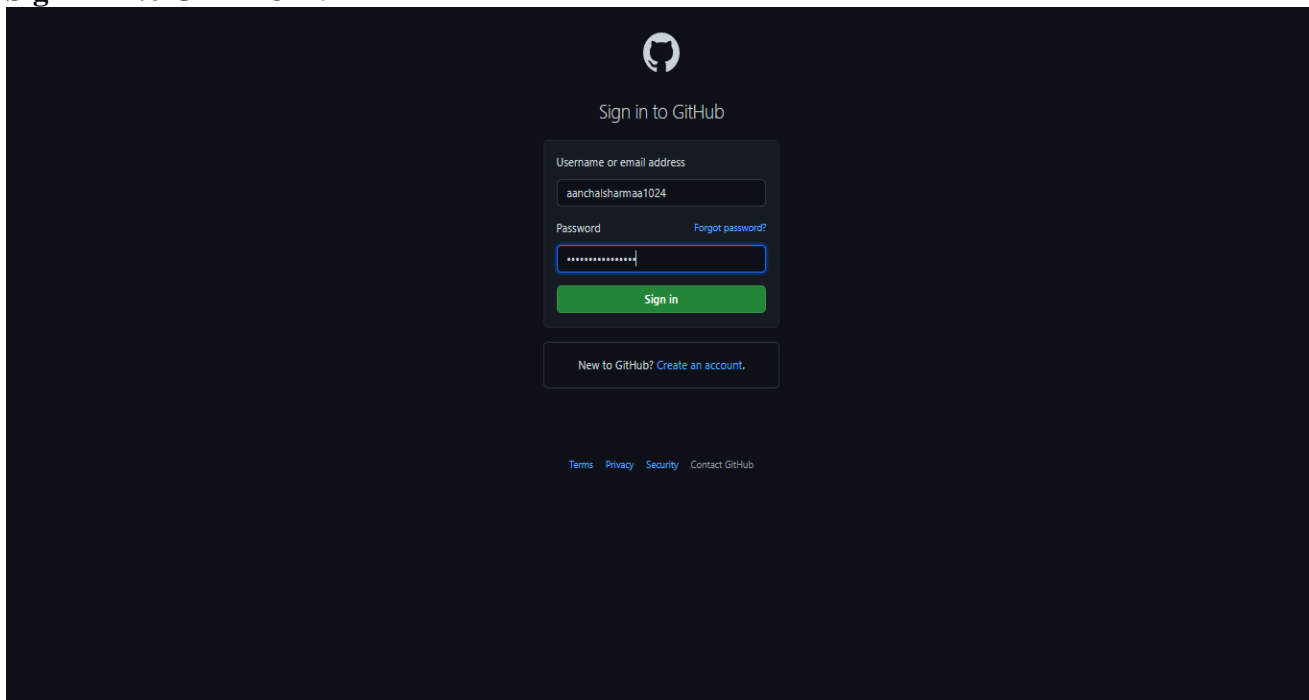 Sign in to GitHub
Username or email address
aanchalsharmaa1024
Password Forgot password?
••••••••••••••••
Sign in
New to GitHub? Create an account.
Terms Privacy Security Contact GitHub